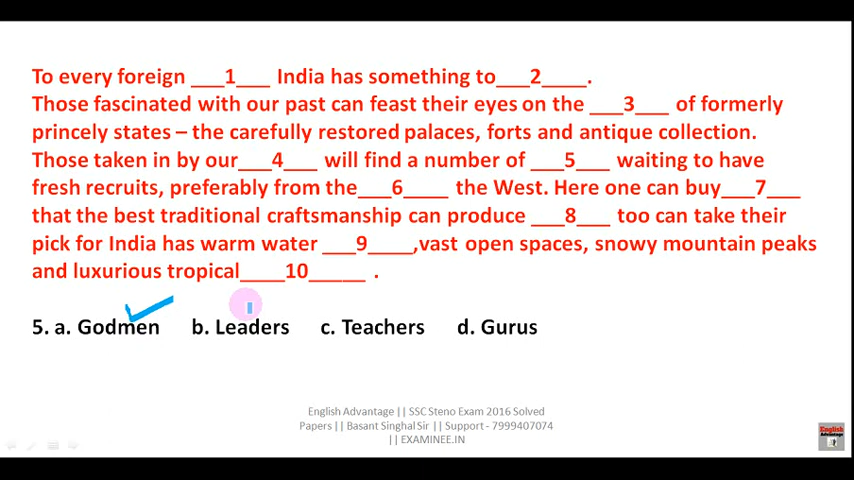 To every foreign ___1___ India has something to___2____.
Those fascinated with our past can feast their eyes on the ___3___ of formerly
princely states – the carefully restored palaces, forts and antique collection.
Those taken in by our___4___ will find a number of ___5___ waiting to have
fresh recruits, preferably from the___6____ the West. Here one can buy___7___
that the best traditional craftsmanship can produce ___8___ too can take their
pick for India has warm water ___9____,vast open spaces, snowy mountain peaks
and luxurious tropical____10_____ .
5. a. Godmen b. Leaders c. Teachers d. Gurus
English Advantage || SSC Steno Exam 2016 Solved
Papers || Basant Singhal Sir || Support - 7999407074
|| EXAMINEE.IN
English
Advantage